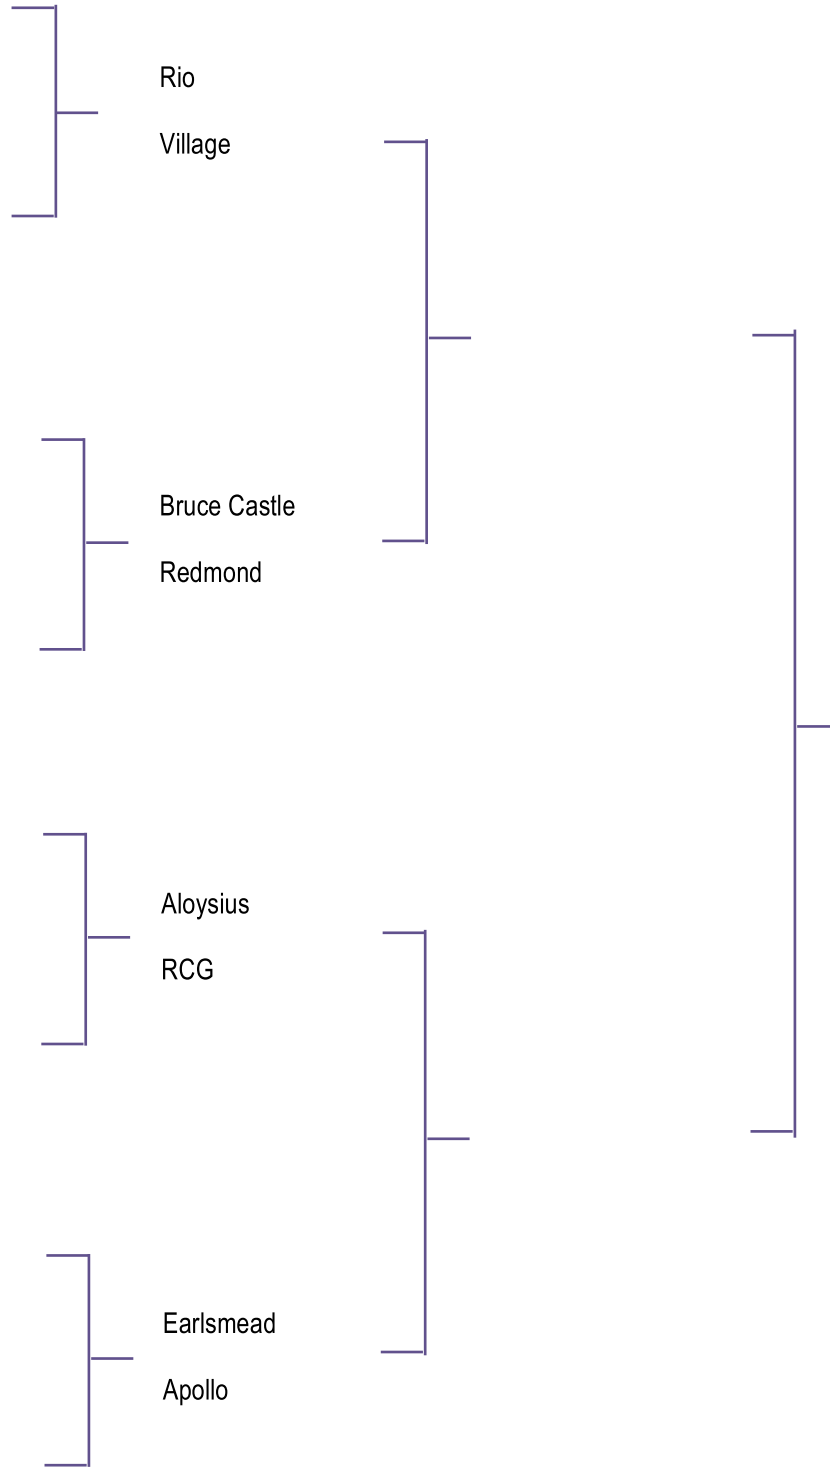 Rio
Village
Bruce Castle
Redmond
Aloysius
RCG
Earlsmead
Apollo